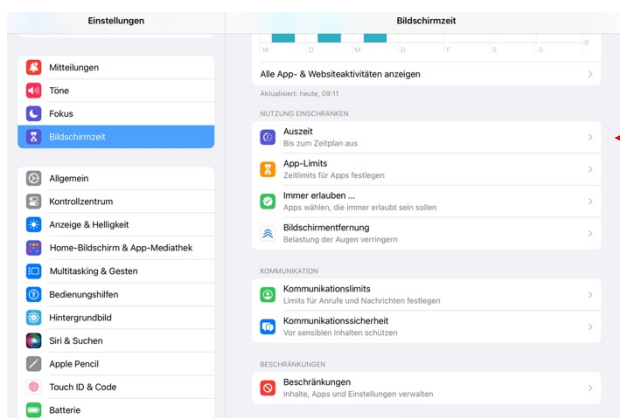 Einstellungen
Mitteilungen
Töne
Fokus
Bildschirmzeit
Allgemein
Kontrollzentrum
Anzeige & Helligkeit
Home-Bildschirm & App-Mediathek
Multitasking & Gesten
Bedienungshilfen
Hintergrundbild
Siri & Suchen
Apple Pencil
Touch ID & Code
Batterie
Bildschirmzeit
M D M D F S S 0
Alle App- & Websiteaktivitäten anzeigen
Aktualisiert: heute, 09:11
NUTZUNG EINSCHRÄNKEN
Auszeit
Bis zum Zeitplan aus
App-Limits
Zeitlimits für Apps festlegen
Immer erlauben ...
Apps wählen, die immer erlaubt sein sollen
Bildschirmentfernung
Belastung der Augen verringern
KOMMUNIKATION
Kommunikationslimits
Limits für Anrufe und Nachrichten festlegen
Kommunikationssicherheit
Vor sensiblen Inhalten schützen
BESCHRÄNKUNGEN
Beschränkungen
Inhalte, Apps und Einstellungen verwalten